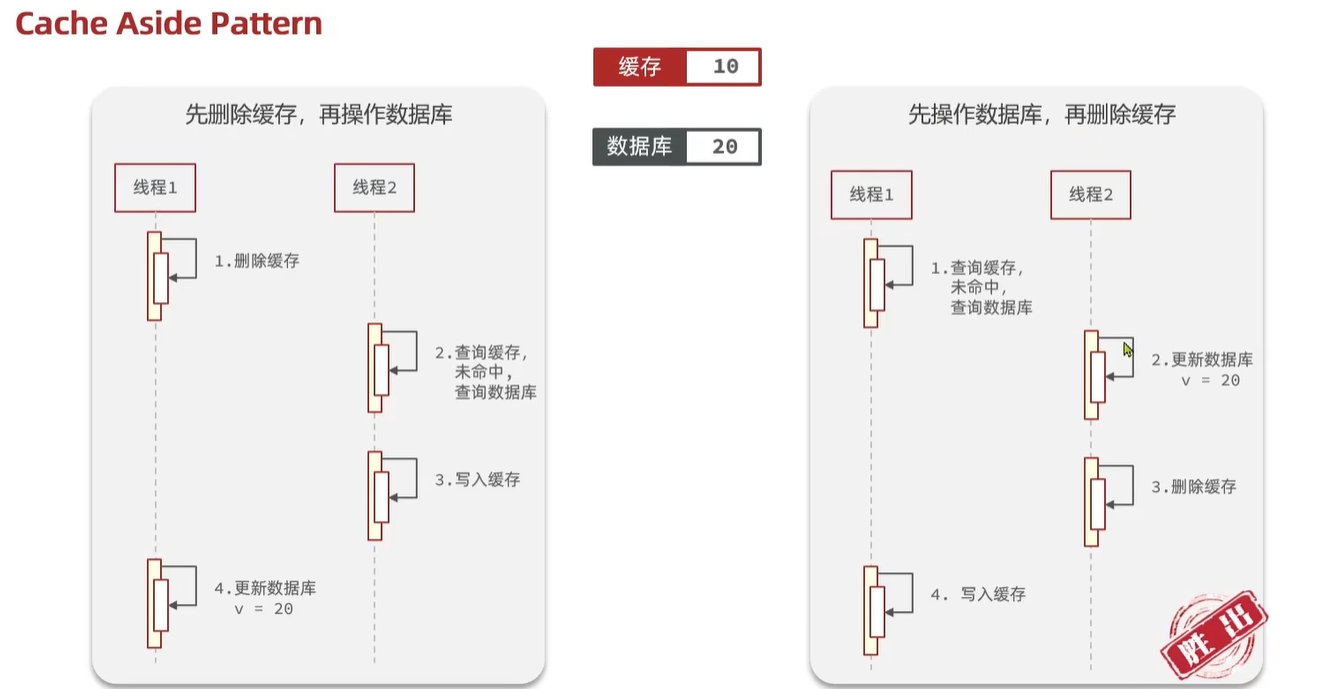 Cache Aside Pattern
缓存 10
数据库 20
先删除缓存，再操作数据库
线程1
线程2
1.删除缓存
2.查询缓存，
未命中，
查询数据库
3.写入缓存
4.更新数据库
v = 20
先操作数据库，再删除缓存
线程1
线程2
1.查询缓存，
未命中，
查询数据库
2.更新数据库
v = 20
3.删除缓存
4. 写入缓存
胜出